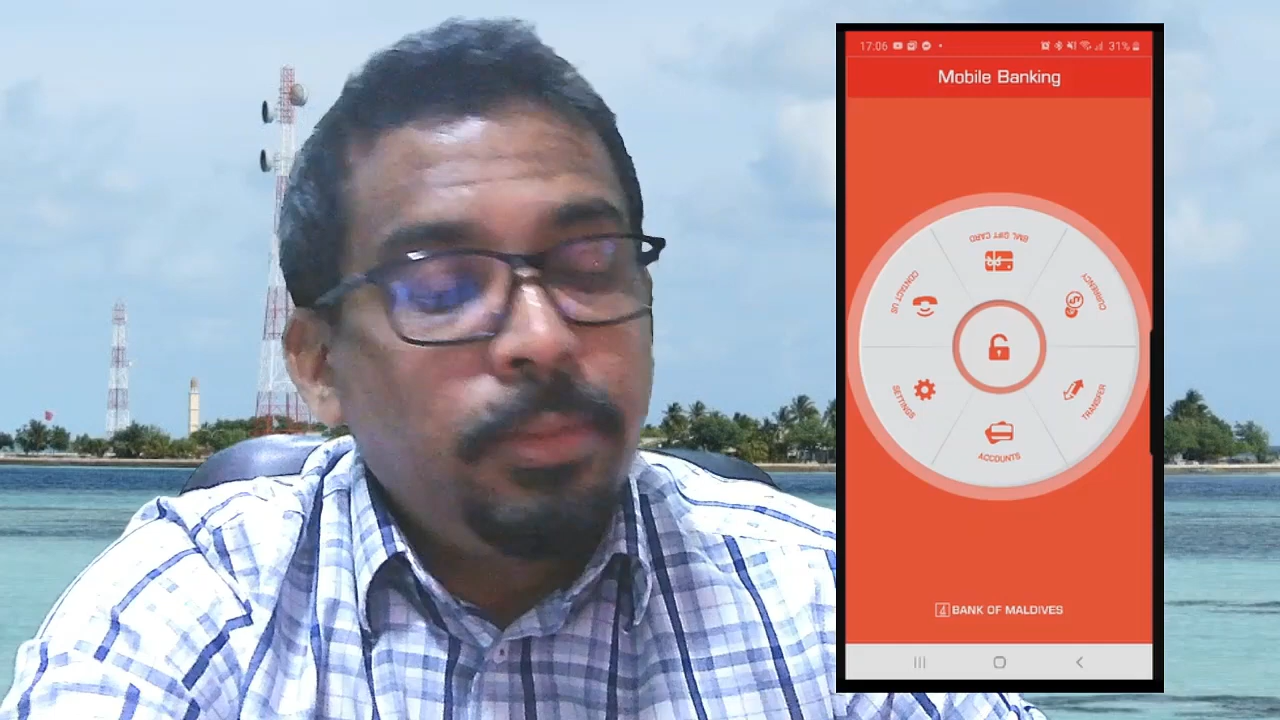 17:06
31%
Mobile Banking
BML GIFT CARD
CONTACT US
CURRENCY
SETTINGS
TRANSFER
ACCOUNTS
BANK OF MALDIVES